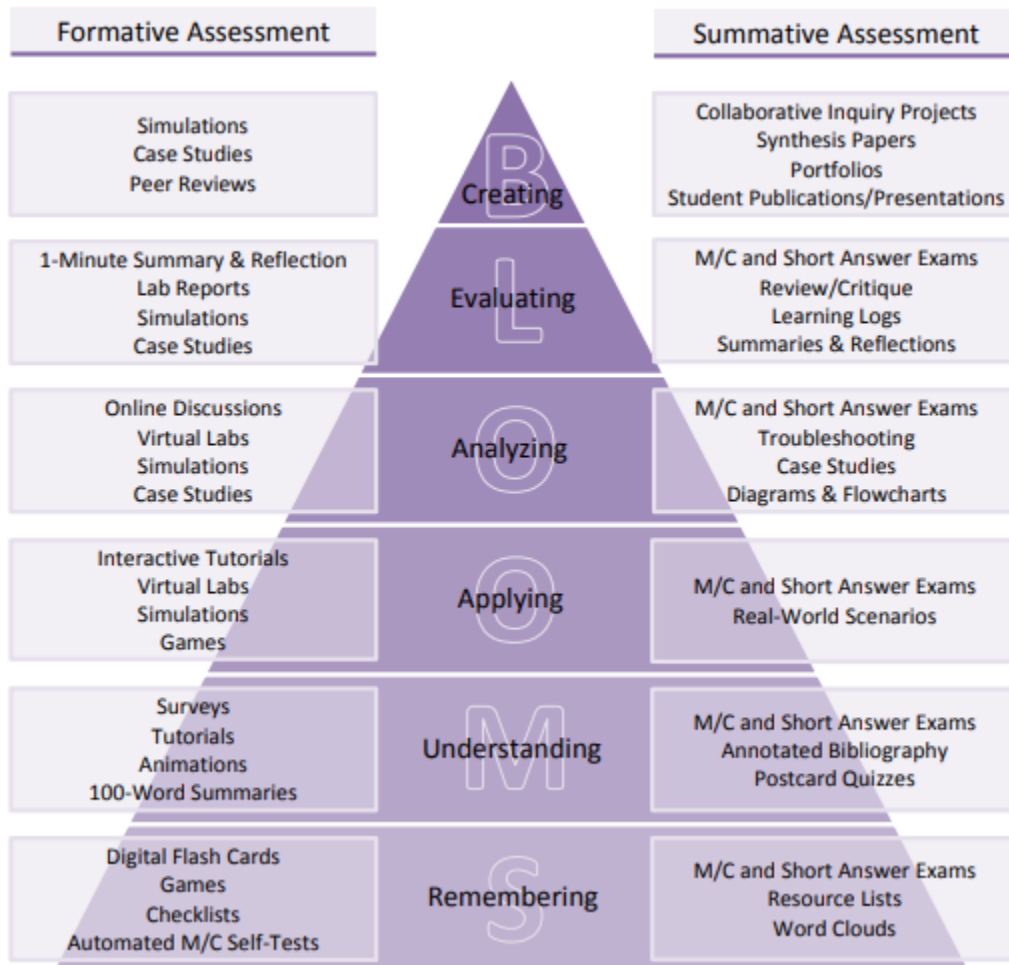 Formative Assessment
Summative Assessment
Simulations
Case Studies
Peer Reviews
B
Creating
Collaborative Inquiry Projects
Synthesis Papers
Portfolios
Student Publications/Presentations
1-Minute Summary & Reflection
Lab Reports
Simulations
Case Studies
L
Evaluating
M/C and Short Answer Exams
Review/Critique
Learning Logs
Summaries & Reflections
Online Discussions
Virtual Labs
Simulations
Case Studies
O
Analyzing
M/C and Short Answer Exams
Troubleshooting
Case Studies
Diagrams & Flowcharts
Interactive Tutorials
Virtual Labs
Simulations
Games
O
Applying
M/C and Short Answer Exams
Real-World Scenarios
Surveys
Tutorials
Animations
100-Word Summaries
M
Understanding
M/C and Short Answer Exams
Annotated Bibliography
Postcard Quizzes
Digital Flash Cards
Games
Checklists
Automated M/C Self-Tests
S
Remembering
M/C and Short Answer Exams
Resource Lists
Word Clouds